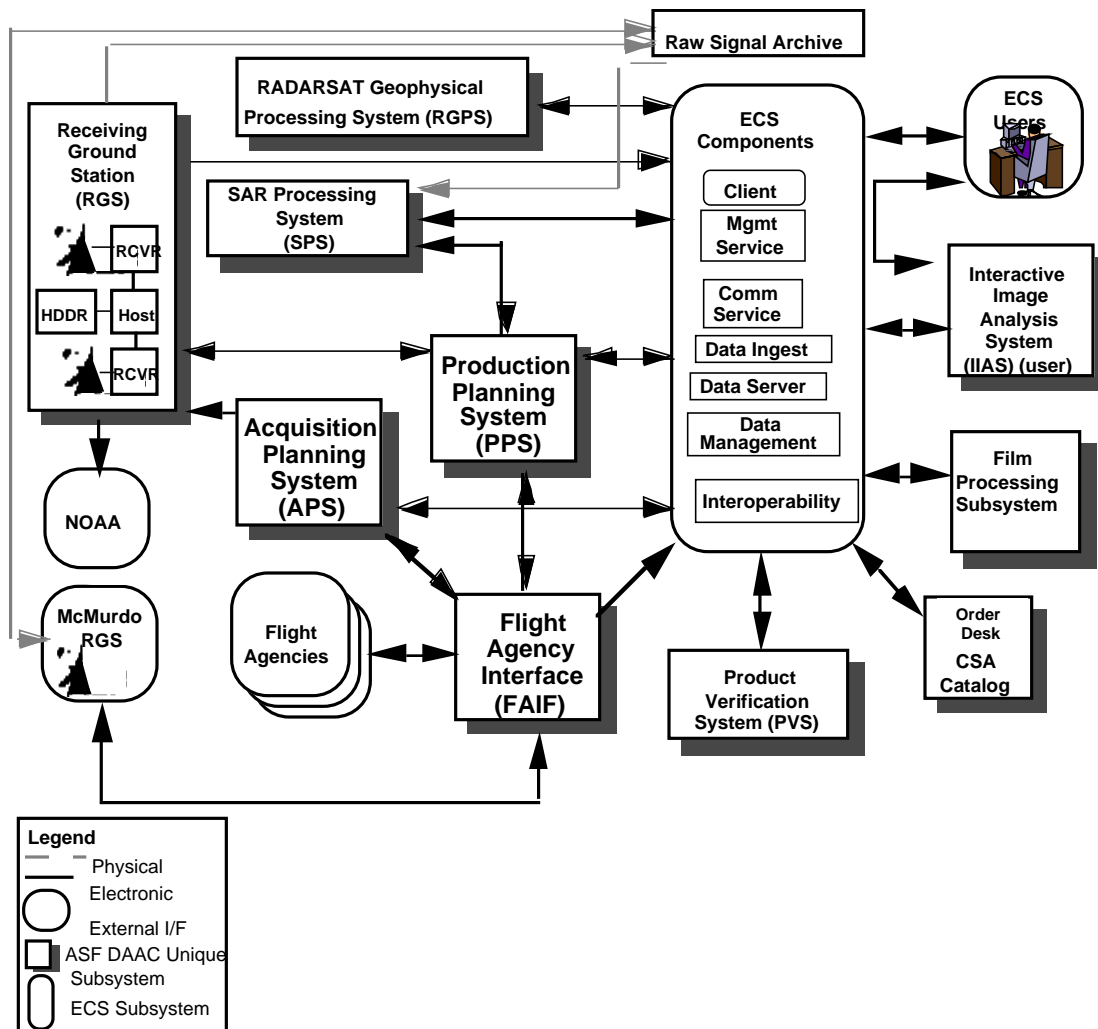 Raw Signal Archive
RADARSAT Geophysical
Processing System (RGPS)
ECS
Components
ECS
Users
Receiving
Ground
Station
(RGS)
SAR Processing
System
(SPS)
Client
Mgmt
Service
RCVR
HDDR
Host
RCVR
Comm
Service
Interactive
Image
Analysis
System
(IIAS) (user)
Data Ingest
Production
Planning
System
(PPS)
Data Server
Acquisition
Planning
System
(APS)
Data
Management
Film
Processing
Subsystem
Interoperability
NOAA
McMurdo
RGS
Flight
Agencies
Flight
Agency
Interface
(FAIF)
Order
Desk
CSA
Catalog
Product
Verification
System (PVS)
Legend
Physical
Electronic
External I/F
ASF DAAC Unique
Subsystem
ECS Subsystem